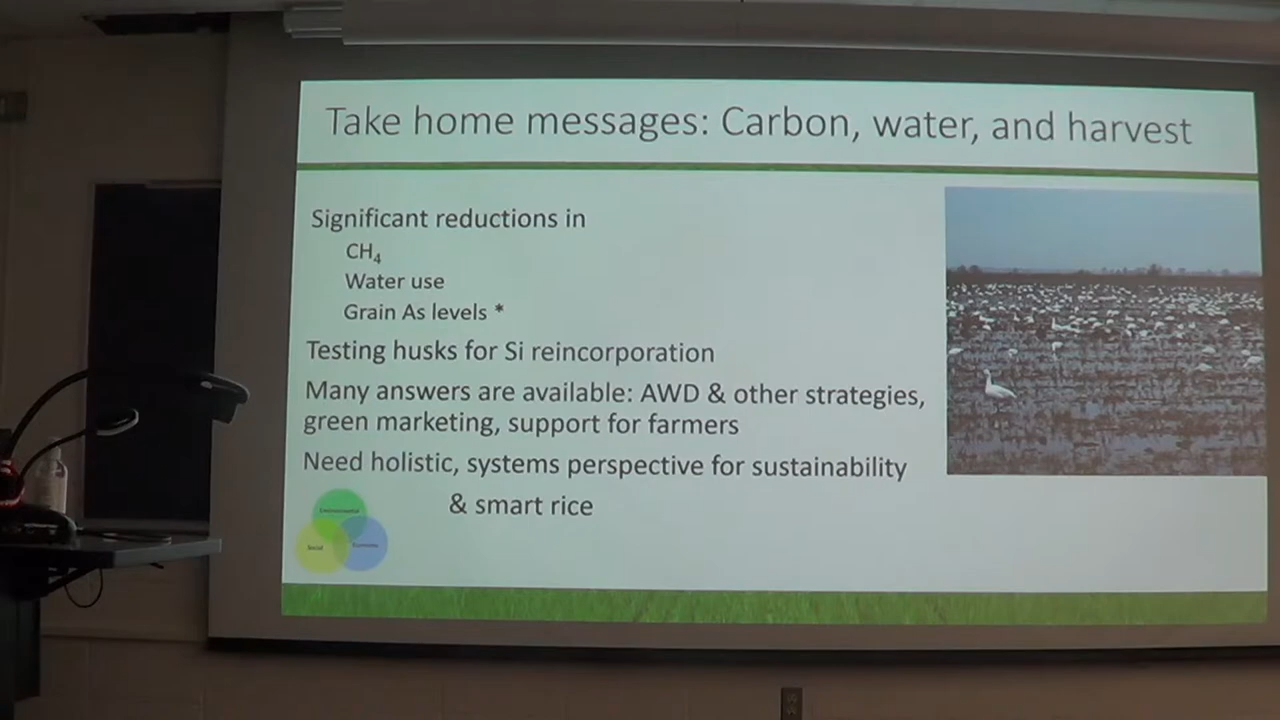 Take home messages: Carbon, water, and harvest
Significant reductions in
CH₄
Water use
Grain As levels *
Testing husks for Si reincorporation
Many answers are available: AWD & other strategies,
green marketing, support for farmers
Need holistic, systems perspective for sustainability
& smart rice
Environmental
Social
Economic